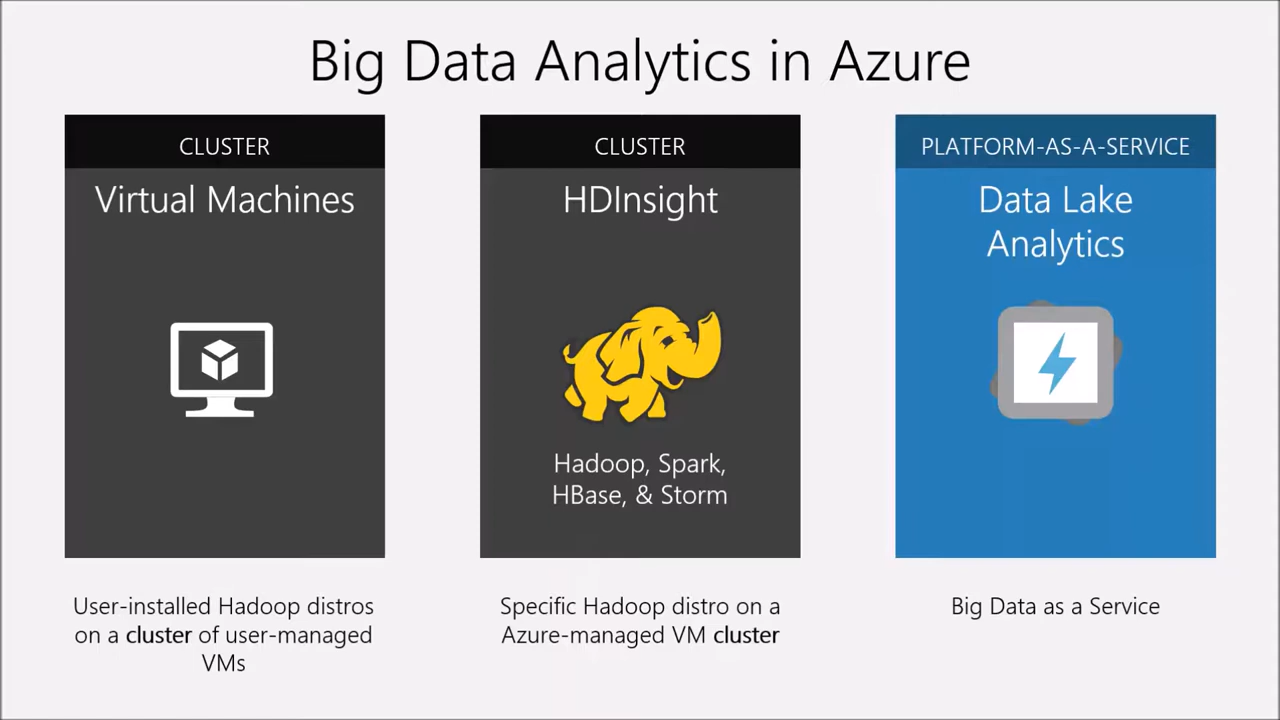 Big Data Analytics in Azure
CLUSTER
Virtual Machines
User-installed Hadoop distros
on a cluster of user-managed
VMs
CLUSTER
HDInsight
Hadoop, Spark,
HBase, & Storm
Specific Hadoop distro on a
Azure-managed VM cluster
PLATFORM-AS-A-SERVICE
Data Lake
Analytics
Big Data as a Service